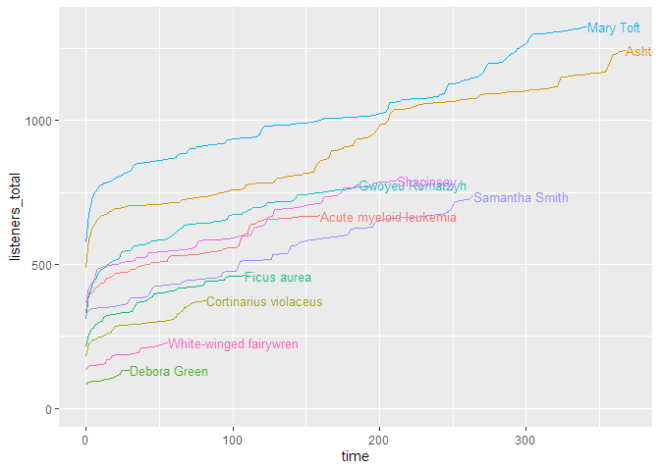 Mary Toft
Asht
1000
Shapinsay
Gwoyeu Romatzyh
Samantha Smith
Acute myeloid leukemia
500
Ficus aurea
Cortinarius violaceus
White-winged fairywren
Debora Green
0
0 100 200 300
time
listeners_total